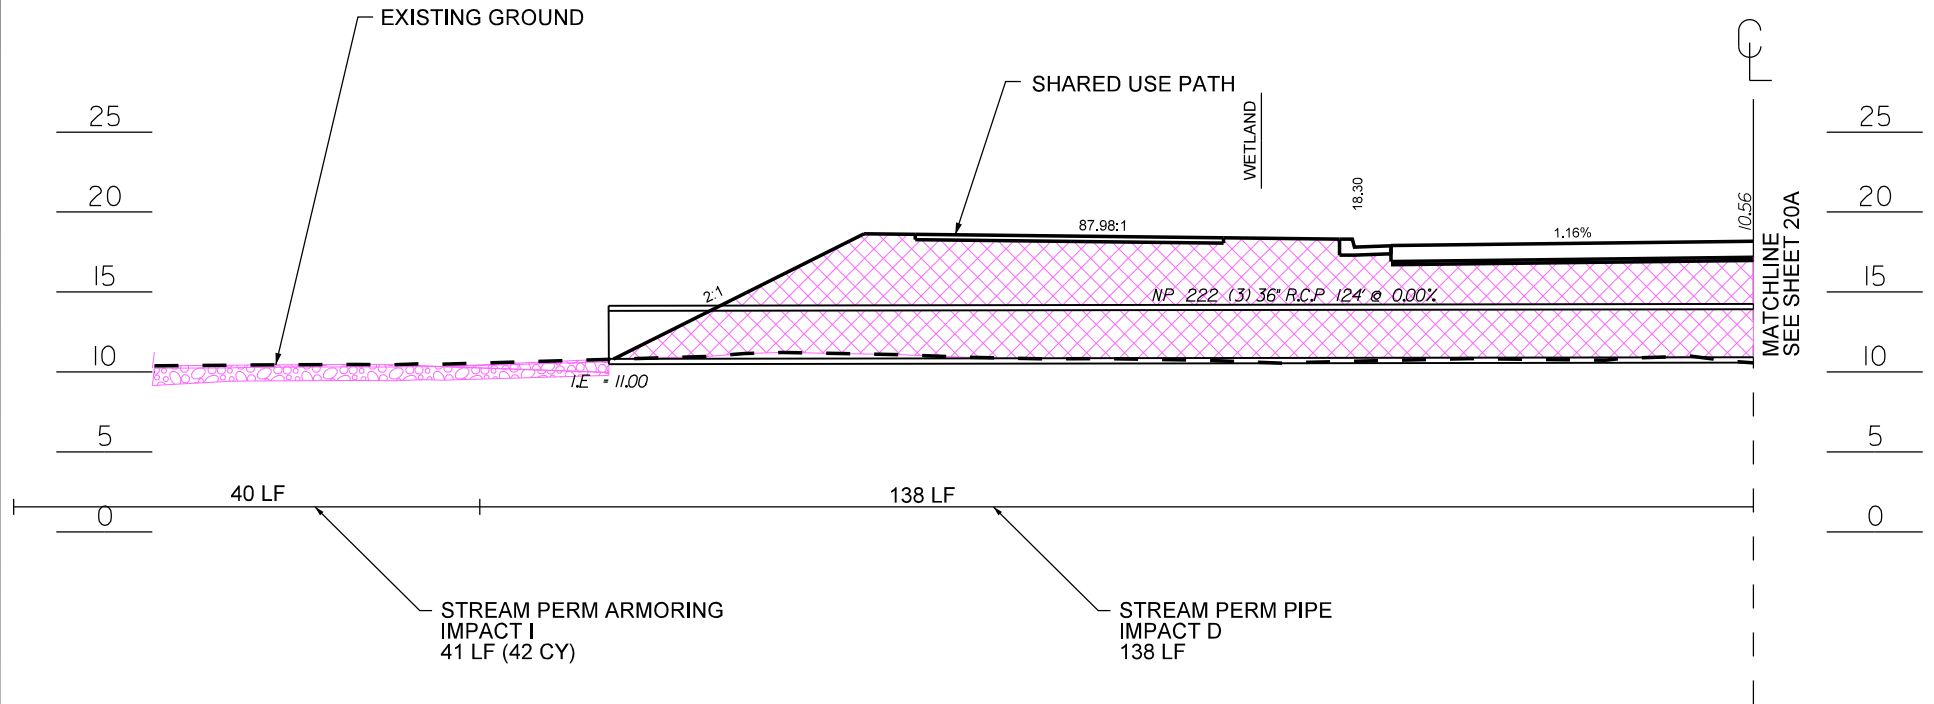 EXISTING GROUND
CL
SHARED USE PATH
WETLAND
25
25
20
18.30
10.56
20
87.98:1
1.16%
MATCHLINE
SEE SHEET 20A
15
2:1
NP 222 (3) 36" R.C.P 124' @ 0.00%
15
10
10
I.E = 11.00
5
5
40 LF
138 LF
0
0
STREAM PERM ARMORING
IMPACT I
41 LF (42 CY)
STREAM PERM PIPE
IMPACT D
138 LF